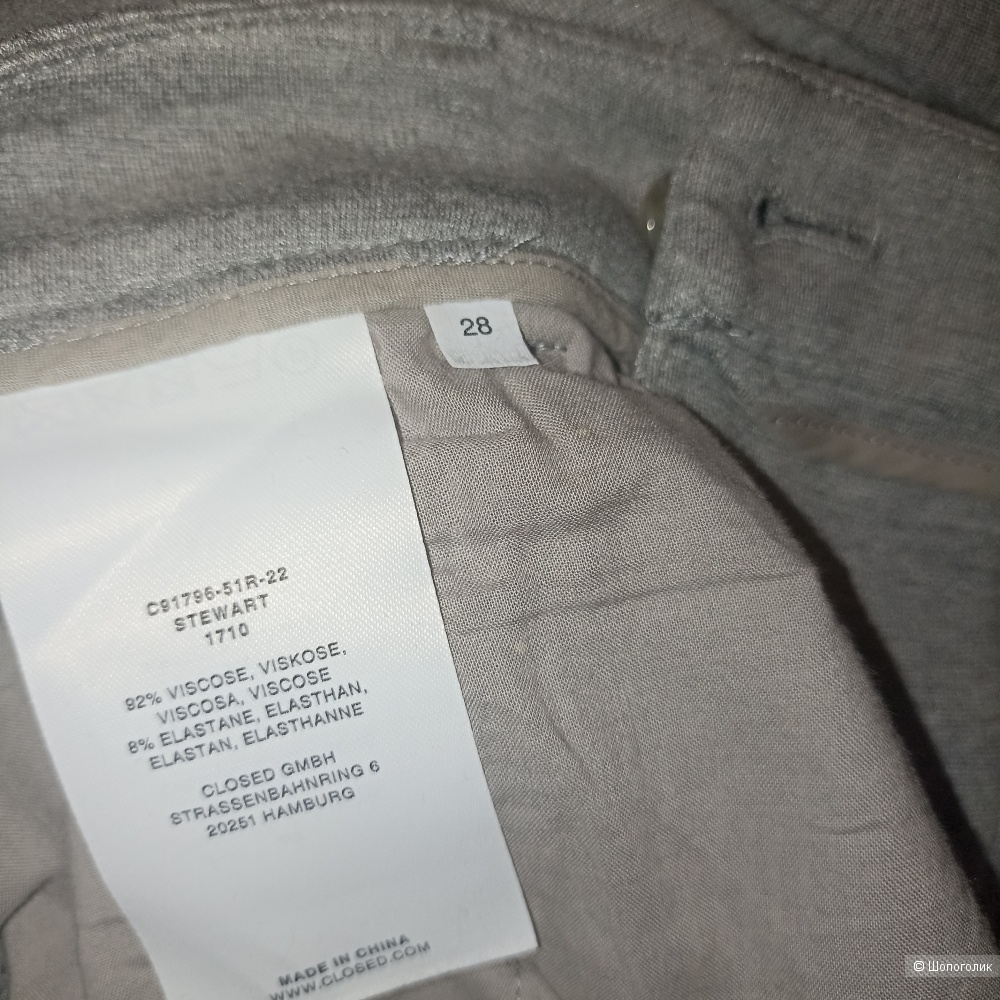 28
C91796-51R-22
STEWART
1710
92% VISCOSE, VISKOSE,
VISCOSA, VISCOSE
8% ELASTANE, ELASTHAN,
ELASTAN, ELASTHANNE
CLOSED GMBH
STRASSENBAHNRING 6
20251 HAMBURG
MADE IN CHINA
WWW.CLOSED.COM
© Шопоголик